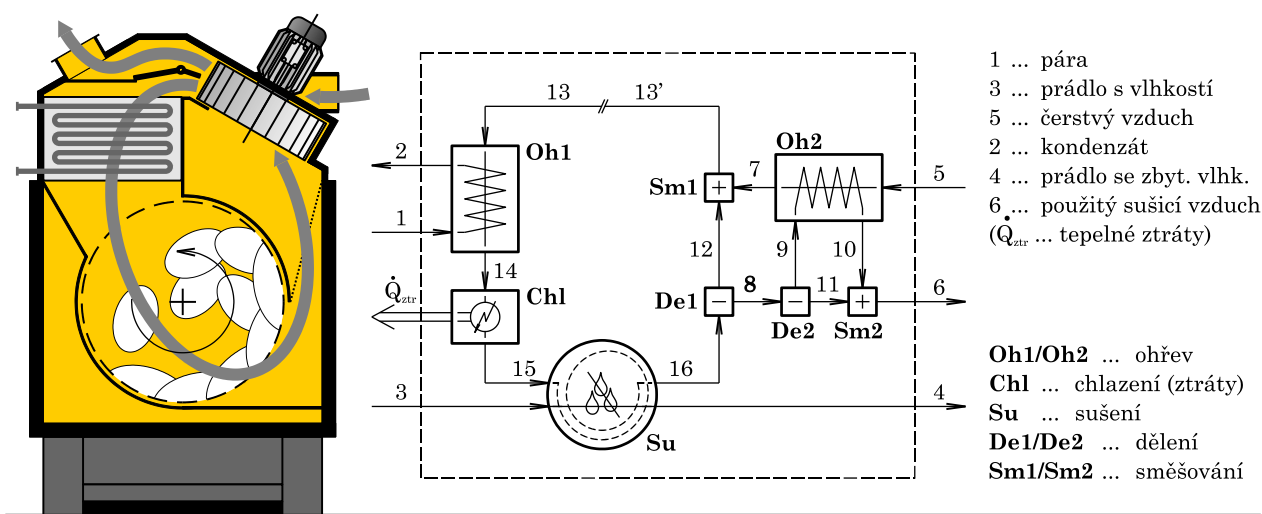 13
13’
2
Oh1
1
14
Q̇ztr
Chl
15
3
Su
16
De1
12
Sm1
7
Oh2
5
9
10
8
11
De2
Sm2
6
4
1 ... pára
3 ... prádlo s vlhkostí
5 ... čerstvý vzduch
2 ... kondenzát
4 ... prádlo se zbyt. vlhk.
6 ... použitý sušicí vzduch
(Q̇ztr ... tepelné ztráty)
Oh1/Oh2 ... ohřev
Chl ... chlazení (ztráty)
Su ... sušení
De1/De2 ... dělení
Sm1/Sm2 ... směšování